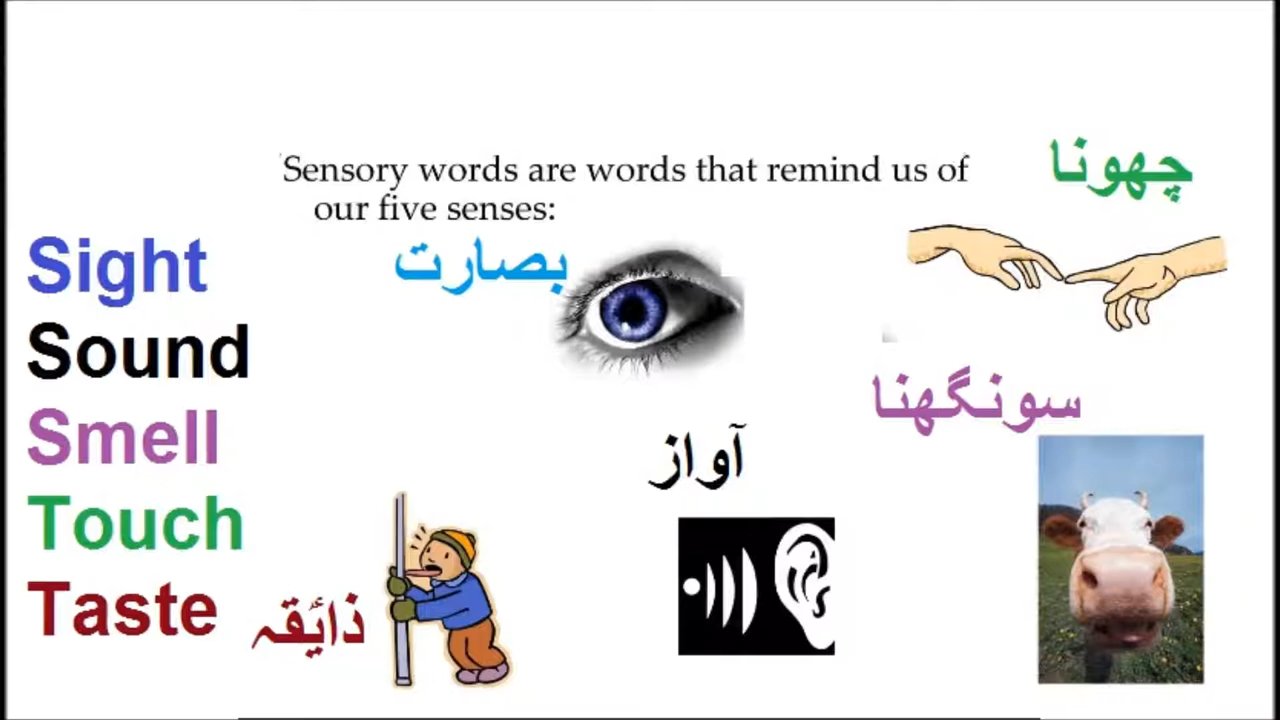 Sensory words are words that remind us of
our five senses:
چھونا
بصارت
Sight
Sound
سونگھنا
Smell
آواز
Touch
Taste
ذائقہ